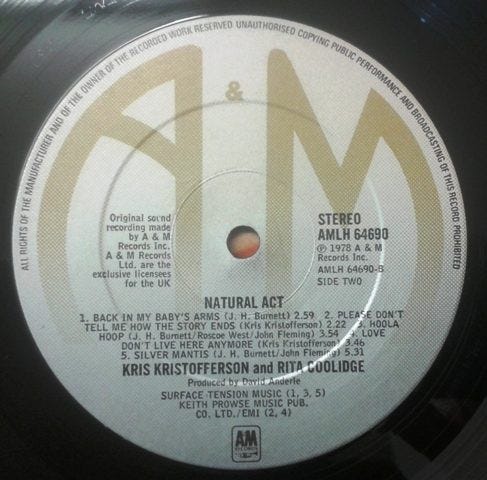 ALL RIGHTS OF THE MANUFACTURER AND OF THE OWNER OF THE RECORDED WORK RESERVED UNAUTHORISED COPYING PUBLIC PERFORMANCE AND BROADCASTING OF THIS RECORD PROHIBITED
A & M
Original sound
recording made
by A & M
Records Inc.
A & M Records
Ltd. are the
exclusive licensees
for the UK
STEREO
AMLH 64690
℗ 1978 A & M
Records Inc.
AMLH 64690-B
SIDE TWO
NATURAL ACT
1. BACK IN MY BABY'S ARMS (J. H. Burnett) 2.59 2. PLEASE DON'T
TELL ME HOW THE STORY ENDS (Kris Kristofferson) 2.22 3. HOOLA
HOOP (J. H. Burnett/Roscoe West/John Fleming) 3.54 4. LOVE
DON'T LIVE HERE ANYMORE (Kris Kristofferson) 3.46
5. SILVER MANTIS (J. H. Burnett/John Fleming) 5.31
KRIS KRISTOFFERSON and RITA COOLIDGE
Produced by David Anderle
SURFACE TENSION MUSIC (1, 3, 5)
KEITH PROWSE MUSIC PUB.
CO. LTD./EMI (2, 4)
AM
RECORDS